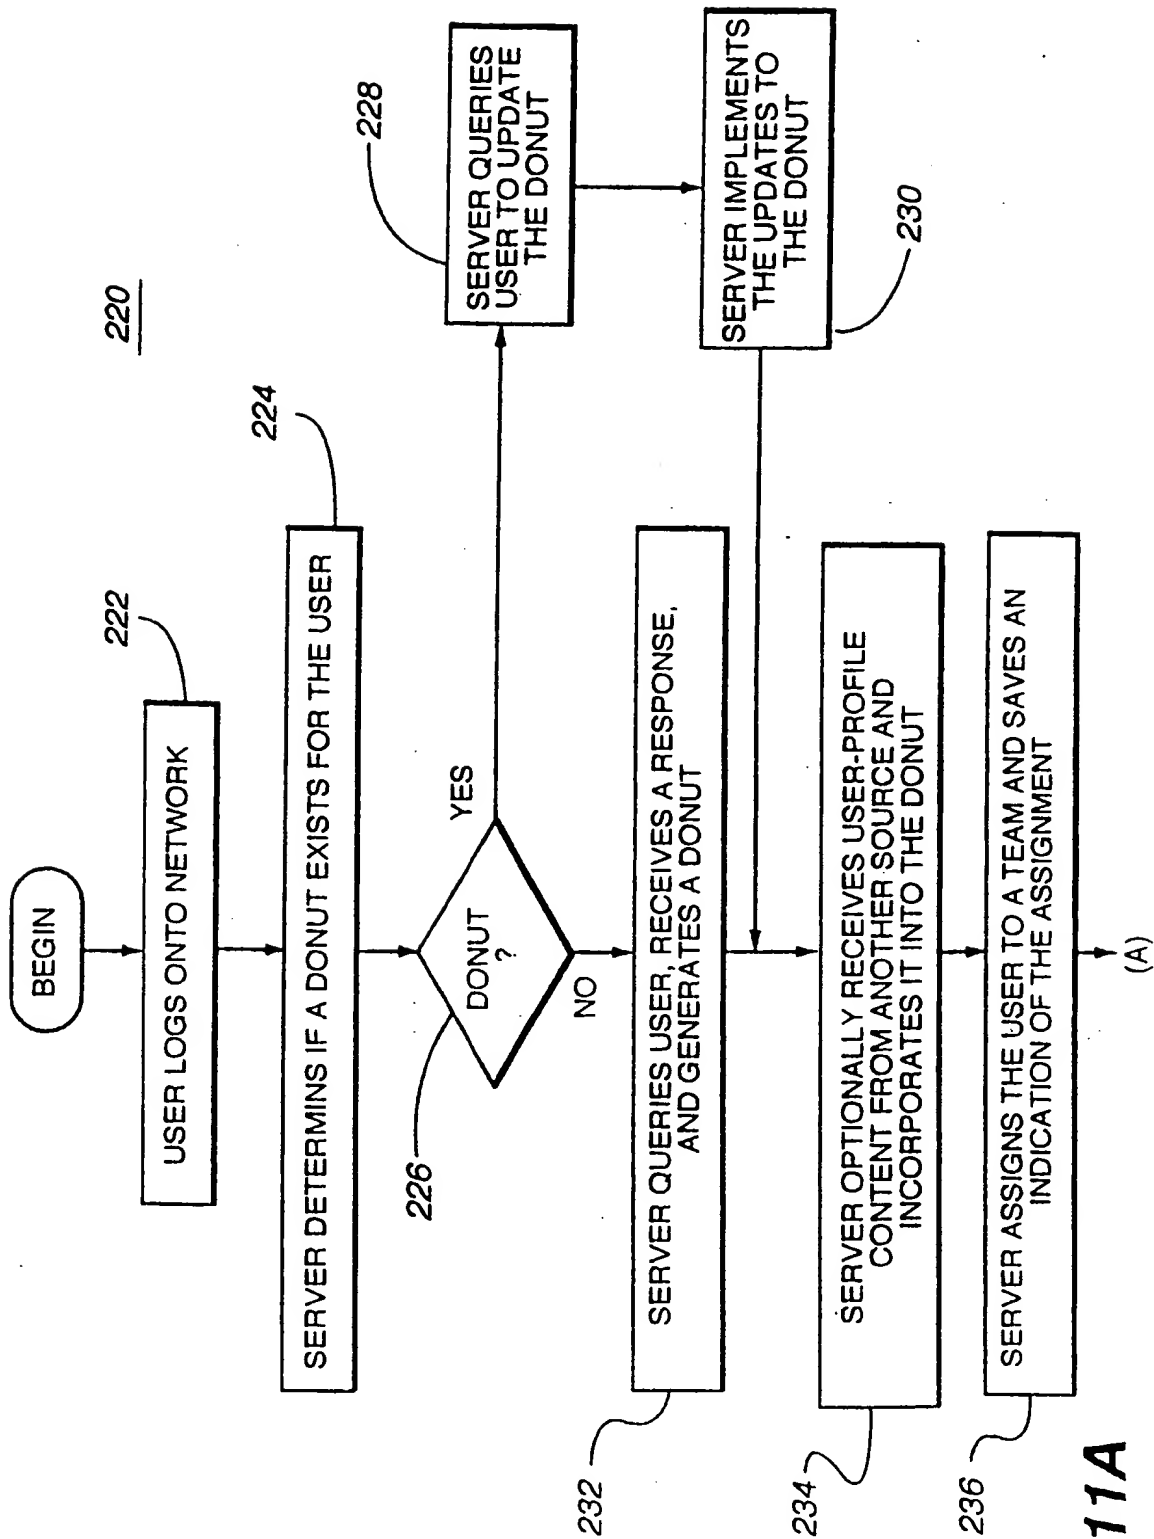 220
BEGIN
USER LOGS ONTO NETWORK
222
SERVER DETERMINS IF A DONUT EXISTS FOR THE USER
224
DONUT
?
226
YES
NO
SERVER QUERIES
USER TO UPDATE
THE DONUT
228
SERVER IMPLEMENTS
THE UPDATES TO
THE DONUT
230
SERVER QUERIES USER, RECEIVES A RESPONSE,
AND GENERATES A DONUT
232
SERVER OPTIONALLY RECEIVES USER-PROFILE
CONTENT FROM ANOTHER SOURCE AND
INCORPORATES IT INTO THE DONUT
234
SERVER ASSIGNS THE USER TO A TEAM AND SAVES AN
INDICATION OF THE ASSIGNMENT
236
(A)
11A